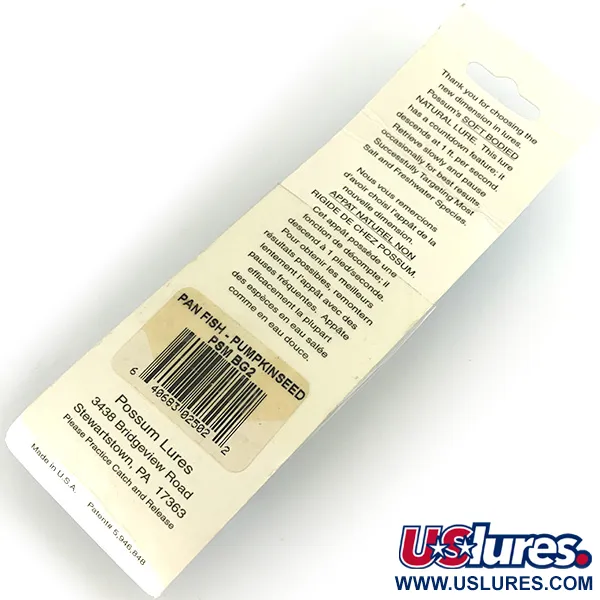 Thank you for choosing the
new dimension in lures.
Possum's SOFT BODIED
NATURAL LURE. This lure
has a countdown feature; it
descends at 1 ft. per second.
Retrieve slowly and pause
occasionally for best results.
Successfully Targeting Most
Salt and Freshwater Species.
Nous vous remercions
d'avoir choisi l'appât de la
nouvelle dimension.
APPAT NATUREL NON
RIGIDE DE CHEZ POSSUM.
Cet appât possède une
fonction de décompte; il
descend à 1 pied/seconde.
Pour obtenir les meilleurs
résultats possibles, remontern
lentement l'appât avec des
pauses fréquentes. Appâte
efficacement la plupart
des espèces en eau salée
comme en eau douce.
PAN FISH - PUMPKINSEED
PSM BG2
6 40683 02502 2
Possum Lures
3438 Bridgeview Road
Stewartstown, PA 17363
Please Practice Catch and Release
Made in U.S.A. Patent# 5,946,848
USlures.
WWW.USLURES.COM